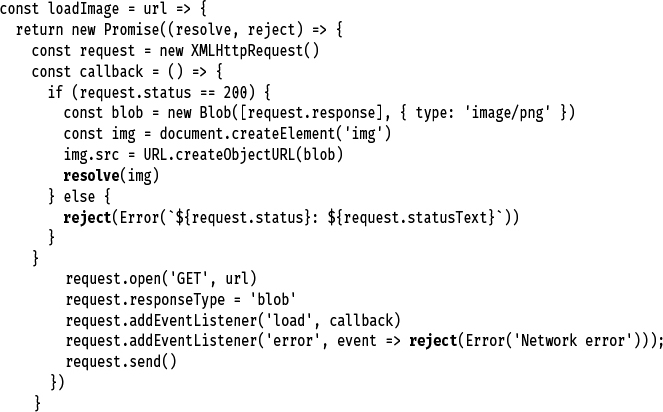 const loadImage = url => {
  return new Promise((resolve, reject) => {
    const request = new XMLHttpRequest()
    const callback = () => {
      if (request.status == 200) {
        const blob = new Blob([request.response], { type: 'image/png' })
        const img = document.createElement('img')
        img.src = URL.createObjectURL(blob)
        resolve(img)
      } else {
        reject(Error(`${request.status}: ${request.statusText}`))
      }
    }
        request.open('GET', url)
        request.responseType = 'blob'
        request.addEventListener('load', callback)
        request.addEventListener('error', event => reject(Error('Network error')));
        request.send()
      })
    }